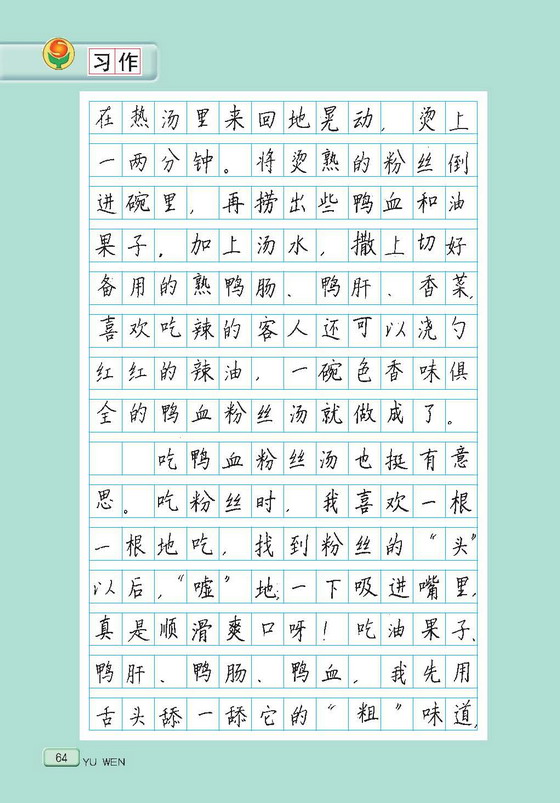 习作
在热汤里来回地晃动，烫上
一两分钟。将烫熟的粉丝倒
进碗里，再捞出些鸭血和油
果子。加上汤水，撒上切好
备用的熟鸭肠、鸭肝、香菜，
喜欢吃辣的客人还可以浇勺
红红的辣油，一碗色香味俱
全的鸭血粉丝汤就做成了。
吃鸭血粉丝汤也挺有意
思。吃粉丝时，我喜欢一根
一根地吃，找到粉丝的“头”
以后，“嘘”地一下吸进嘴里，
真是顺滑爽口呀！吃油果子、
鸭肝、鸭肠、鸭血，我先用
舌头舔一舔它的“粗”味道，
64 YU WEN